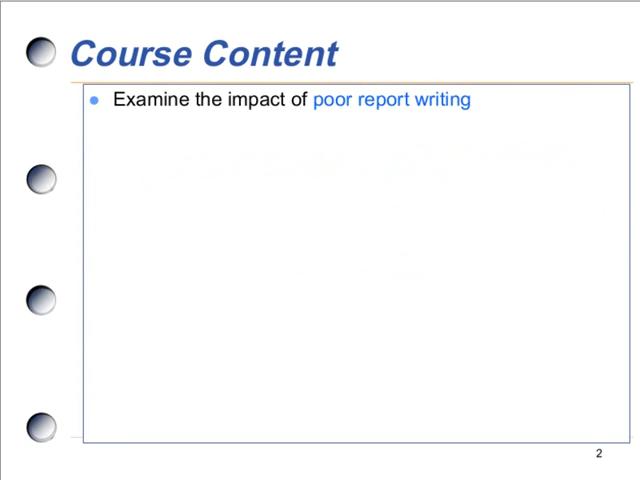 Course Content
Examine the impact of poor report writing
2